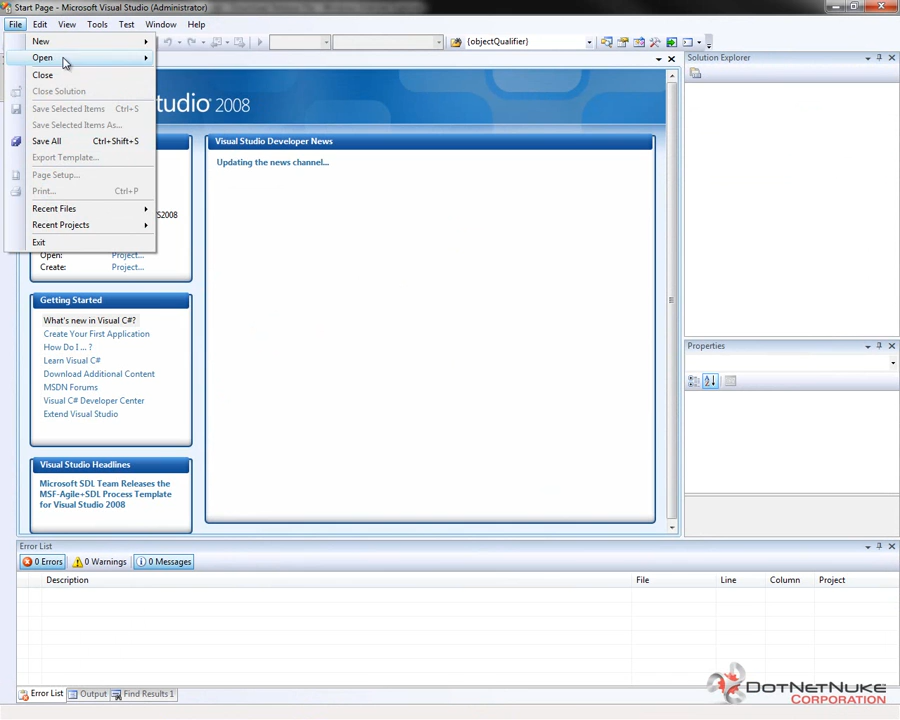 Start Page - Microsoft Visual Studio (Administrator)
File Edit View Tools Test Window Help
New
{objectQualifier}
Open
Solution Explorer
Close
Close Solution
Save Selected Items Ctrl+S
tudio 2008
Save Selected Items As...
Save All Ctrl+Shift+S
Visual Studio Developer News
Export Template...
Updating the news channel...
Page Setup...
Print... Ctrl+P
Recent Files
S2008
Recent Projects
Exit
Open: Project...
Create: Project...
Getting Started
What's new in Visual C#?
Create Your First Application
How Do I ... ?
Learn Visual C#
Download Additional Content
MSDN Forums
Visual C# Developer Center
Extend Visual Studio
Properties
Visual Studio Headlines
Microsoft SDL Team Releases the
MSF-Agile+SDL Process Template
for Visual Studio 2008
Error List
0 Errors 0 Warnings 0 Messages
Description File Line Column Project
Error List Output Find Results 1
DotNetNuke
CORPORATION